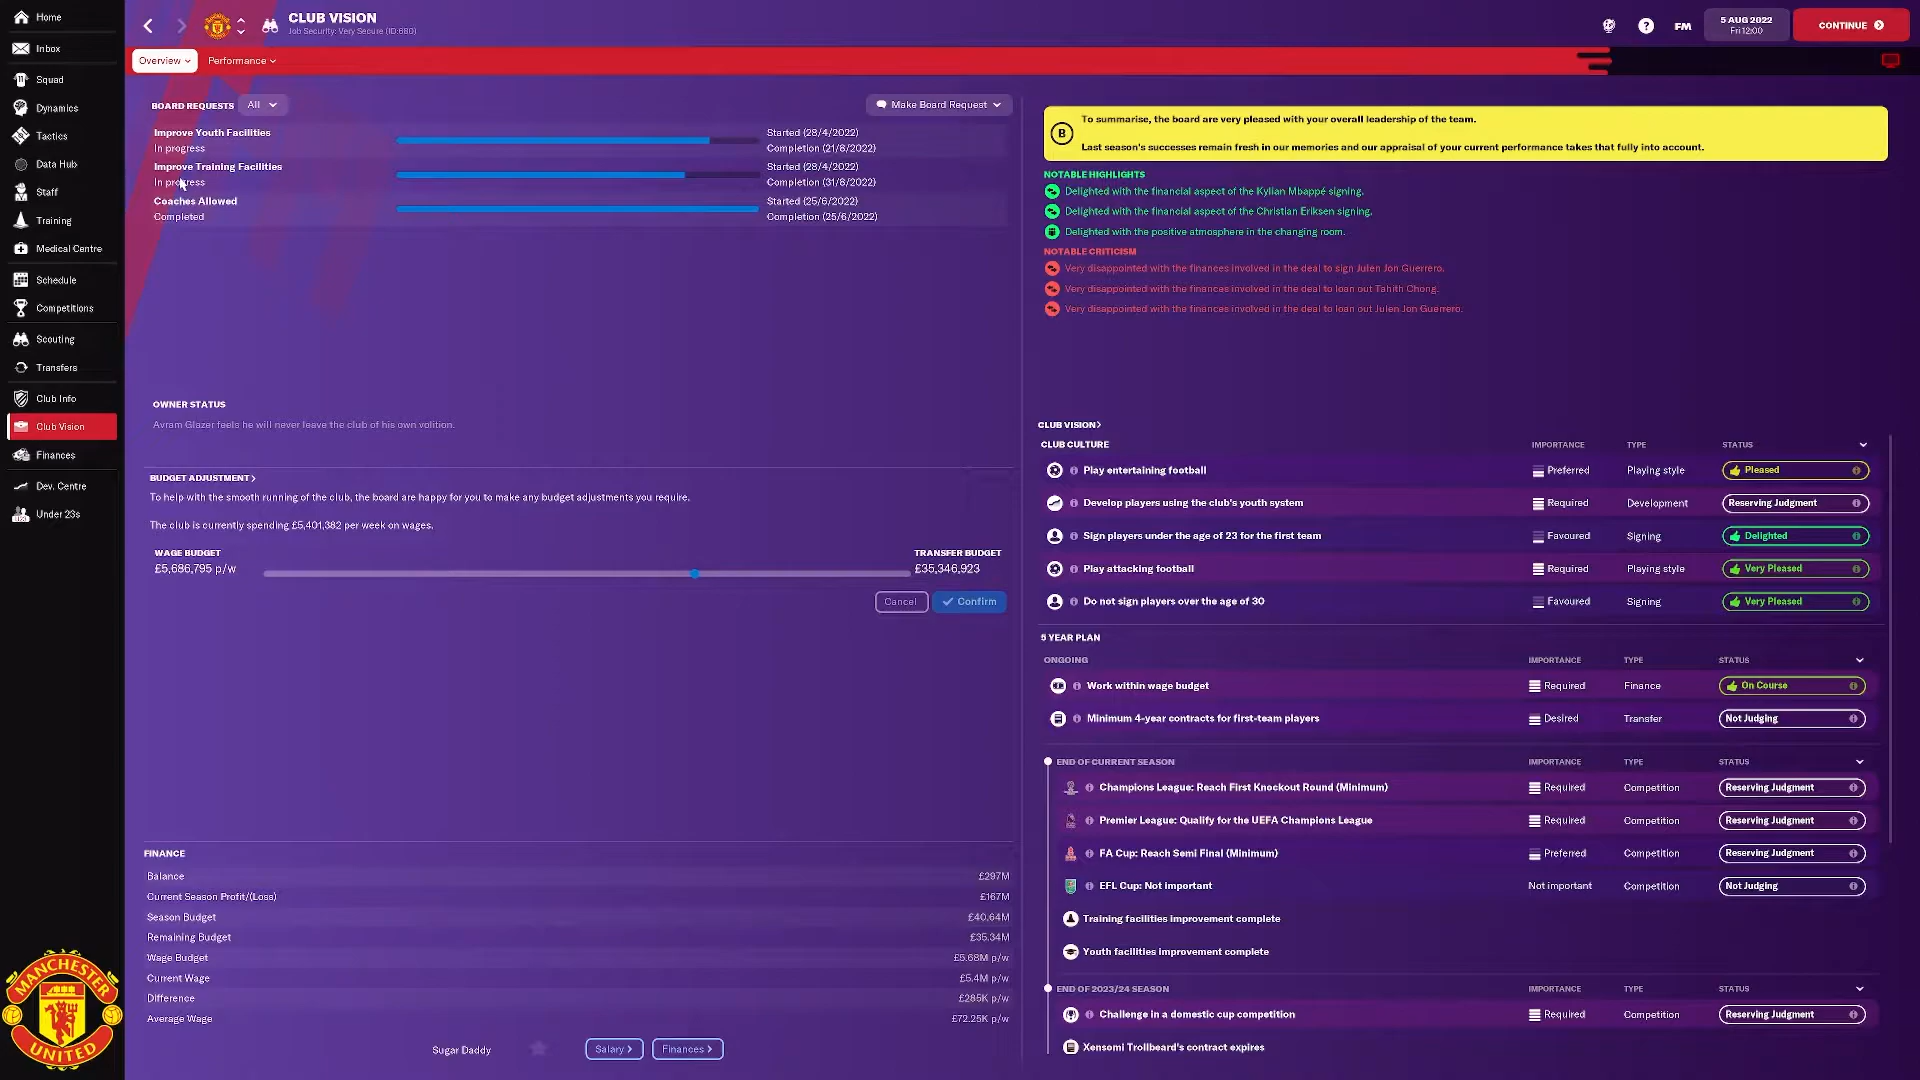 Home
Inbox
Squad
Dynamics
Tactics
Data Hub
Staff
Training
Medical Centre
Schedule
Competitions
Scouting
Transfers
Club Info
Club Vision
Finances
Dev. Centre
Under 23s
MANCHESTER
UNITED
CLUB VISION
Job Security: Very Secure (ID:680)
FM
5 AUG 2022
Fri 12:00
CONTINUE
Overview
Performance
BOARD REQUESTS All
Make Board Request
Improve Youth Facilities Started (28/4/2022)
In progress Completion (21/8/2022)
Improve Training Facilities Started (28/4/2022)
In progress Completion (31/8/2022)
Coaches Allowed Started (25/6/2022)
Completed Completion (25/6/2022)
OWNER STATUS
Avram Glazer feels he will never leave the club of his own volition.
BUDGET ADJUSTMENT
To help with the smooth running of the club, the board are happy for you to make any budget adjustments you require.
The club is currently spending £5,401,382 per week on wages.
WAGE BUDGET TRANSFER BUDGET
£5,686,795 p/w £35,346,923
Cancel Confirm
FINANCE
Balance £297M
Current Season Profit/(Loss) £167M
Season Budget £40.64M
Remaining Budget £35.34M
Wage Budget £5.68M p/w
Current Wage £5.4M p/w
Difference £285K p/w
Average Wage £72.25K p/w
Sugar Daddy Salary Finances
B
To summarise, the board are very pleased with your overall leadership of the team.
Last season's successes remain fresh in our memories and our appraisal of your current performance takes that fully into account.
NOTABLE HIGHLIGHTS
Delighted with the financial aspect of the Kylian Mbappé signing.
Delighted with the financial aspect of the Christian Eriksen signing.
Delighted with the positive atmosphere in the changing room.
NOTABLE CRITICISM
Very disappointed with the finances involved in the deal to sign Julen Jon Guerrero.
Very disappointed with the finances involved in the deal to loan out Tahith Chong.
Very disappointed with the finances involved in the deal to loan out Julen Jon Guerrero.
CLUB VISION
CLUB CULTURE IMPORTANCE TYPE STATUS
Play entertaining football Preferred Playing style Pleased
Develop players using the club's youth system Required Development Reserving Judgment
Sign players under the age of 23 for the first team Favoured Signing Delighted
Play attacking football Required Playing style Very Pleased
Do not sign players over the age of 30 Favoured Signing Very Pleased
5 YEAR PLAN
ONGOING IMPORTANCE TYPE STATUS
Work within wage budget Required Finance On Course
Minimum 4-year contracts for first-team players Desired Transfer Not Judging
END OF CURRENT SEASON IMPORTANCE TYPE STATUS
Champions League: Reach First Knockout Round (Minimum) Required Competition Reserving Judgment
Premier League: Qualify for the UEFA Champions League Required Competition Reserving Judgment
FA Cup: Reach Semi Final (Minimum) Preferred Competition Reserving Judgment
EFL Cup: Not important Not important Competition Not Judging
Training facilities improvement complete
Youth facilities improvement complete
END OF 2023/24 SEASON IMPORTANCE TYPE STATUS
Challenge in a domestic cup competition Required Competition Reserving Judgment
Xensomi Trollbeard's contract expires